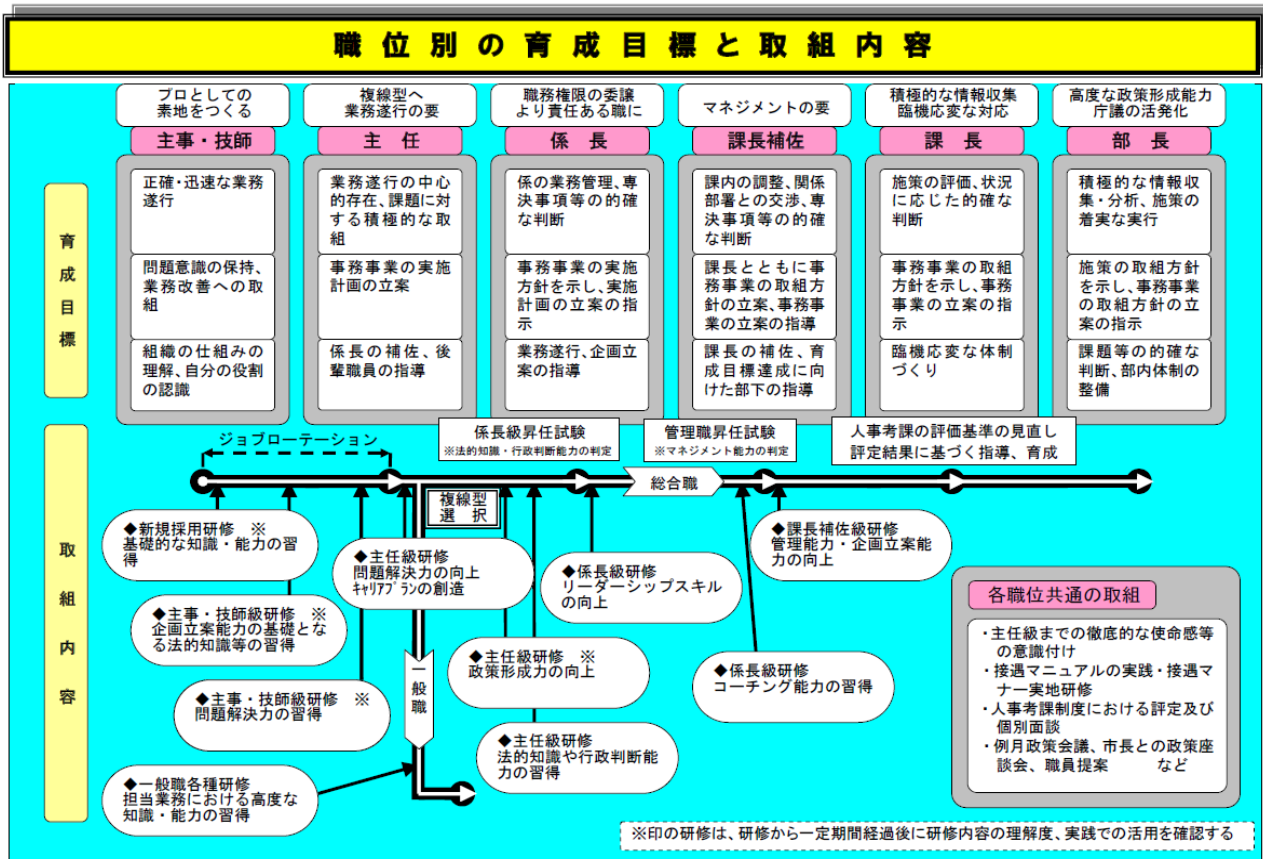 職位別の育成目標と取組内容
プロとしての
素地をつくる
主事・技師
複線型へ
業務遂行の要
主任
職務権限の委譲
より責任ある職に
係長
マネジメントの要
課長補佐
積極的な情報収集
臨機応変な対応
課長
高度な政策形成能力
庁議の活発化
部長
育成目標
正確・迅速な業務
遂行
問題意識の保持、
業務改善への取
組
組織の仕組みの
理解、自分の役割
の認識
業務遂行の中心
的存在、課題に対
する積極的な取
組
事務事業の実施
計画の立案
係長の補佐、後
輩職員の指導
係の業務管理、専
決事項等の的確
な判断
事務事業の実施
方針を示し、実施
計画の立案の指
示
業務遂行、企画立
案の指導
課内の調整、関係
部署との交渉、専
決事項等の的確
な判断
課長とともに事
務事業の取組方
針の立案、事務事
業の立案の指導
課長の補佐、育
成目標達成に向
けた部下の指導
施策の評価、状況
に応じた的確な
判断
事務事業の取組
方針を示し、事務
事業の立案の指
示
臨機応変な体制
づくり
積極的な情報収
集・分析、施策の
着実な実行
施策の取組方針
を示し、事務事業
の取組方針の立
案の指示
課題等の的確な
判断、部内体制の
整備
取組内容
ジョブローテーション
係長級昇任試験
※法的知識・行政判断能力の判定
管理職昇任試験
※マネジメント能力の判定
人事考課の評価基準の見直し
評定結果に基づく指導、育成
複線型
選択
総合職
一般職
◆新規採用研修 ※
基礎的な知識・能力の習
得
◆主事・技師級研修 ※
企画立案能力の基礎とな
る法的知識等の習得
◆主事・技師級研修 ※
問題解決力の習得
◆一般職各種研修
担当業務における高度な
知識・能力の習得
◆主任級研修
問題解決力の向上
ｷｬﾘｱﾌﾟﾗﾝの創造
◆主任級研修 ※
政策形成力の向上
◆主任級研修
法的知識や行政判断能
力の習得
◆係長級研修
リーダーシップスキル
の向上
◆係長級研修
コーチング能力の習得
◆課長補佐級研修
管理能力・企画立案能
力の向上
各職位共通の取組
・主任級までの徹底的な使命感等
の意識付け
・接遇マニュアルの実践・接遇マ
ナー実地研修
・人事考課制度における評定及び
個別面談
・例月政策会議、市長との政策座
談会、職員提案 など
※印の研修は、研修から一定期間経過後に研修内容の理解度、実践での活用を確認する